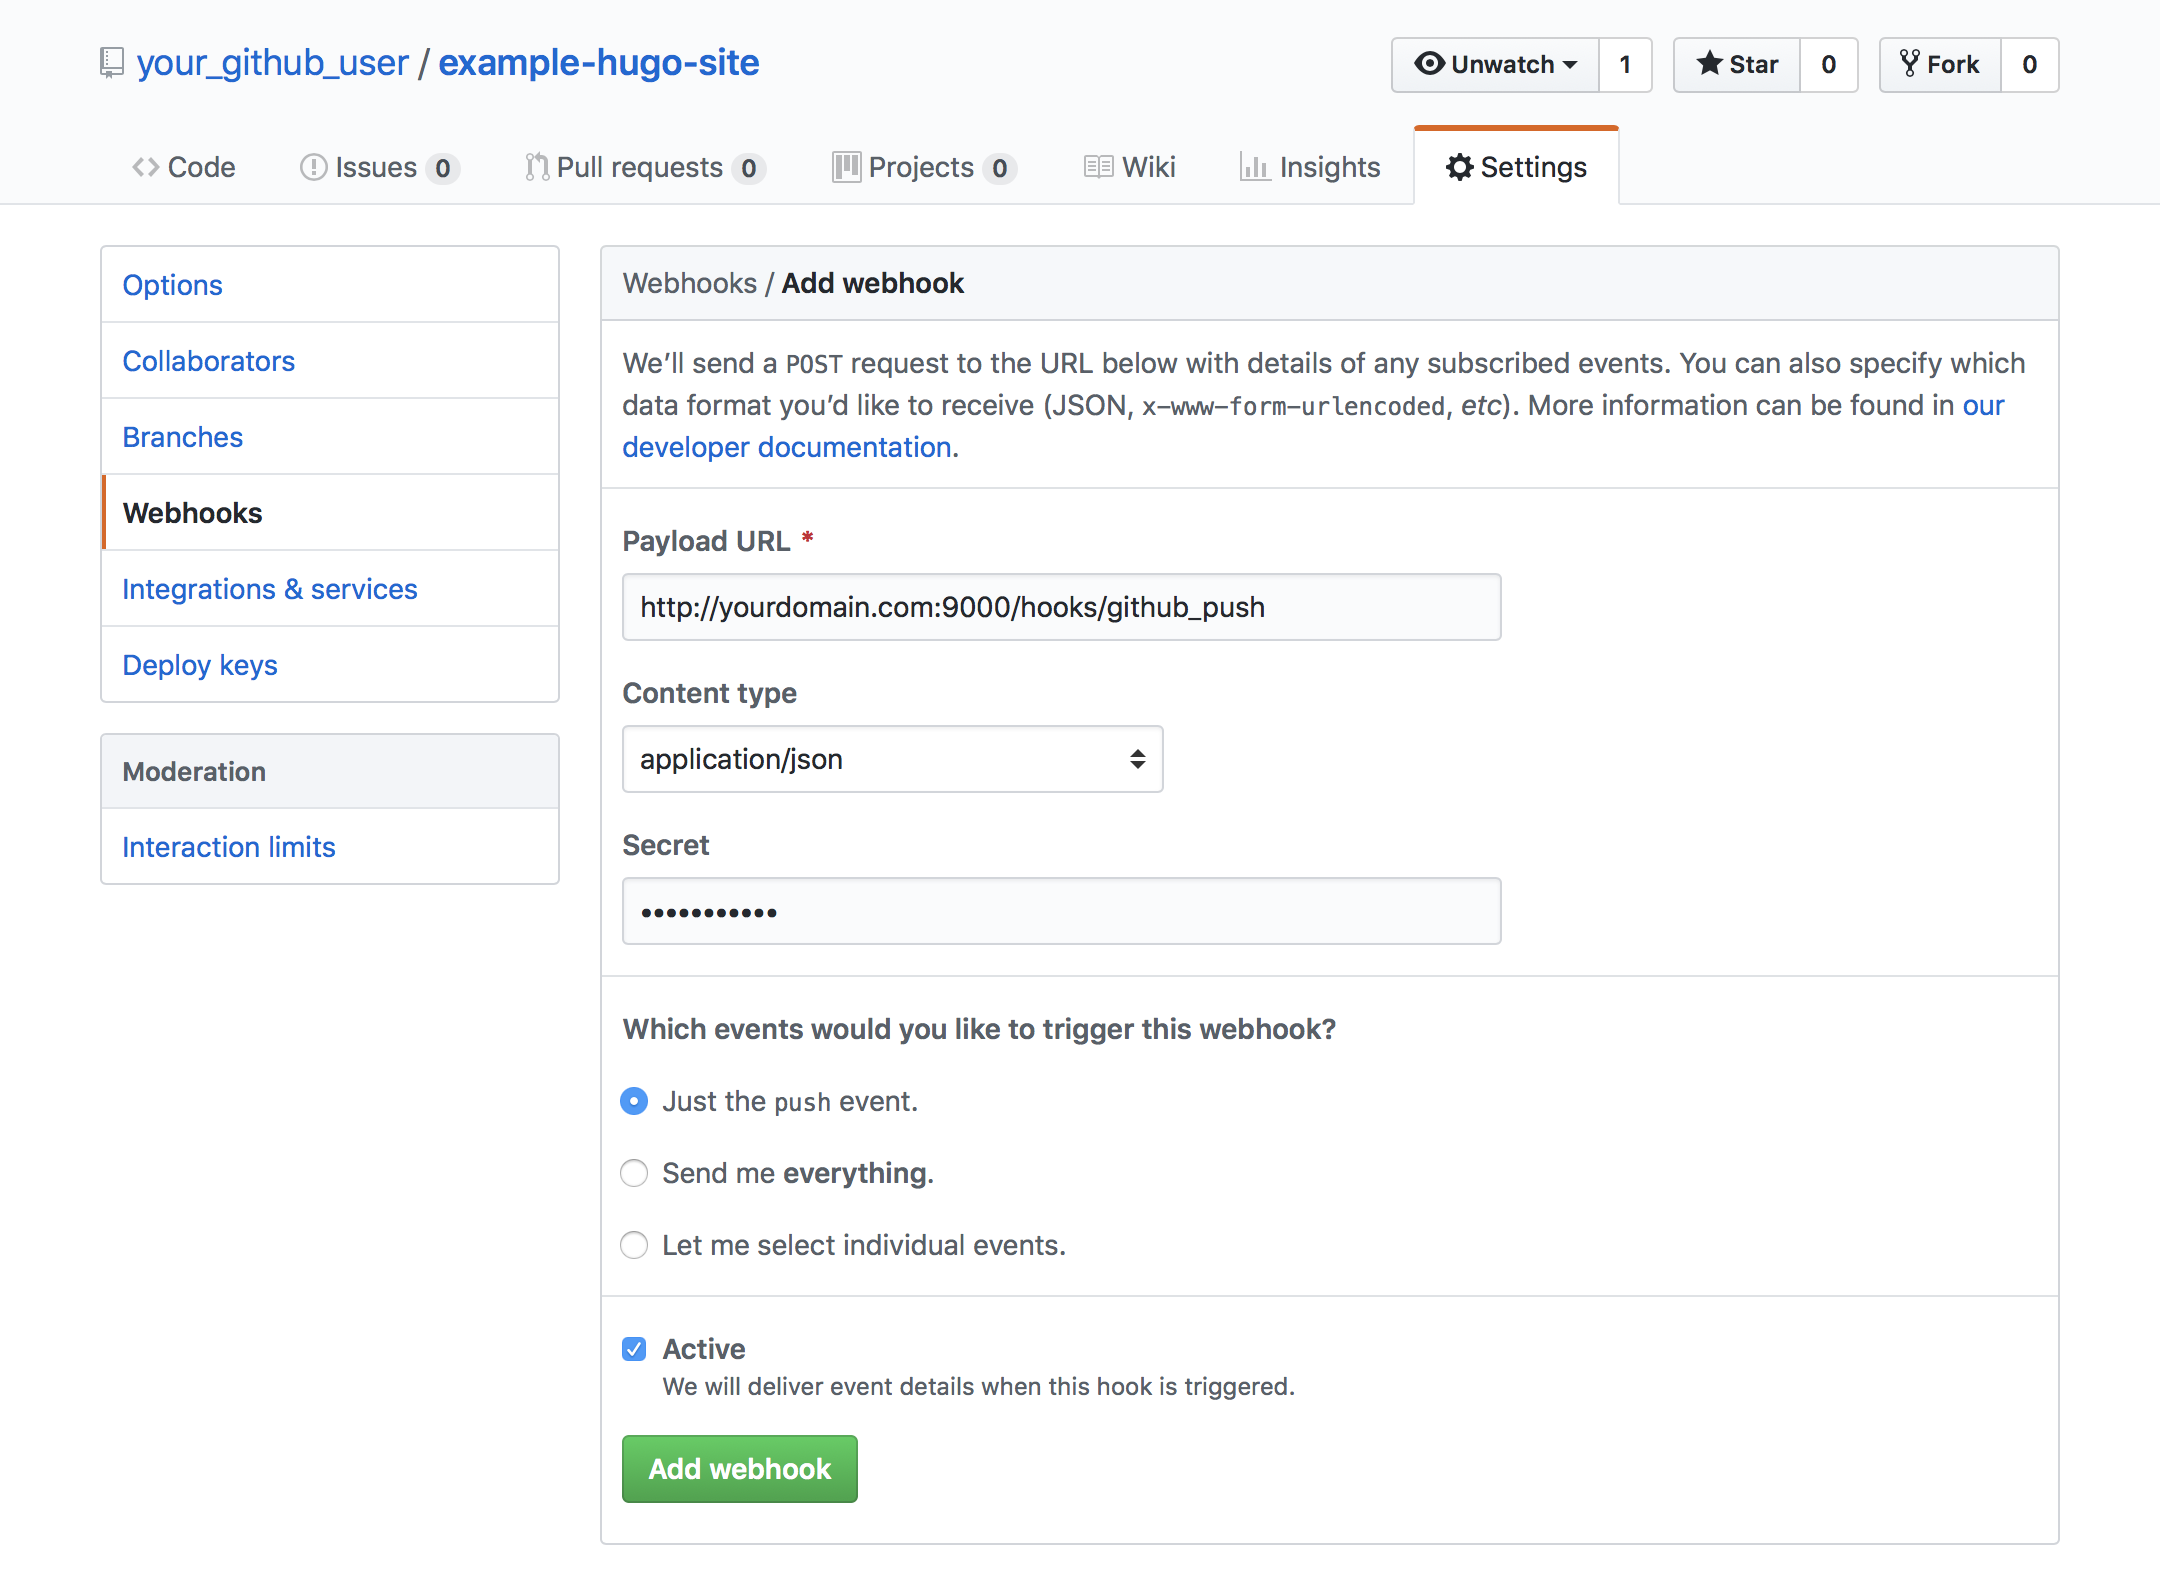 your_github_user / example-hugo-site
Unwatch 1 Star 0 Fork 0
Code Issues 0 Pull requests 0 Projects 0 Wiki Insights Settings
Options
Collaborators
Branches
Webhooks
Integrations & services
Deploy keys
Moderation
Interaction limits
Webhooks / Add webhook
We’ll send a POST request to the URL below with details of any subscribed events. You can also specify which
data format you’d like to receive (JSON, x-www-form-urlencoded, etc). More information can be found in our
developer documentation.
Payload URL *
http://yourdomain.com:9000/hooks/github_push
Content type
application/json
Secret
•••••••••••
Which events would you like to trigger this webhook?
Just the push event.
Send me everything.
Let me select individual events.
Active
We will deliver event details when this hook is triggered.
Add webhook